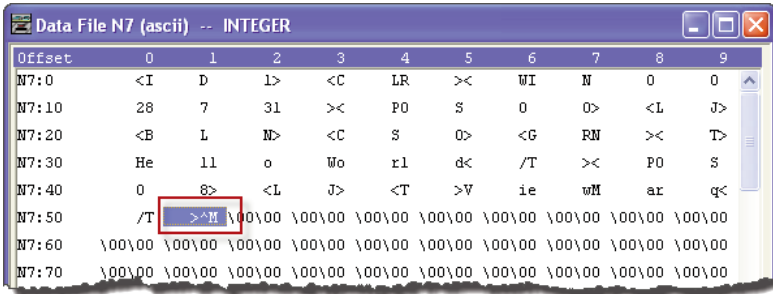 Data File N7 (ascii) -- INTEGER
Offset 0 1 2 3 4 5 6 7 8 9
N7:0 <I D 1> <C LR >< WI N 0 0
N7:10 28 7 31 >< PO S 0 0> <L J>
N7:20 <B L N> <C S 0> <G RN >< T>
N7:30 He ll o Wo rl d< /T >< PO S
N7:40 0 8> <L J> <T >V ie wM ar q<
N7:50 /T >^M \00\00 \00\00 \00\00 \00\00 \00\00 \00\00 \00\00 \00\00
N7:60 \00\00 \00\00 \00\00 \00\00 \00\00 \00\00 \00\00 \00\00 \00\00 \00\00
N7:70 \00\00 \00\00 \00\00 \00\00 \00\00 \00\00 \00\00 \00\00 \00\00 \00\00